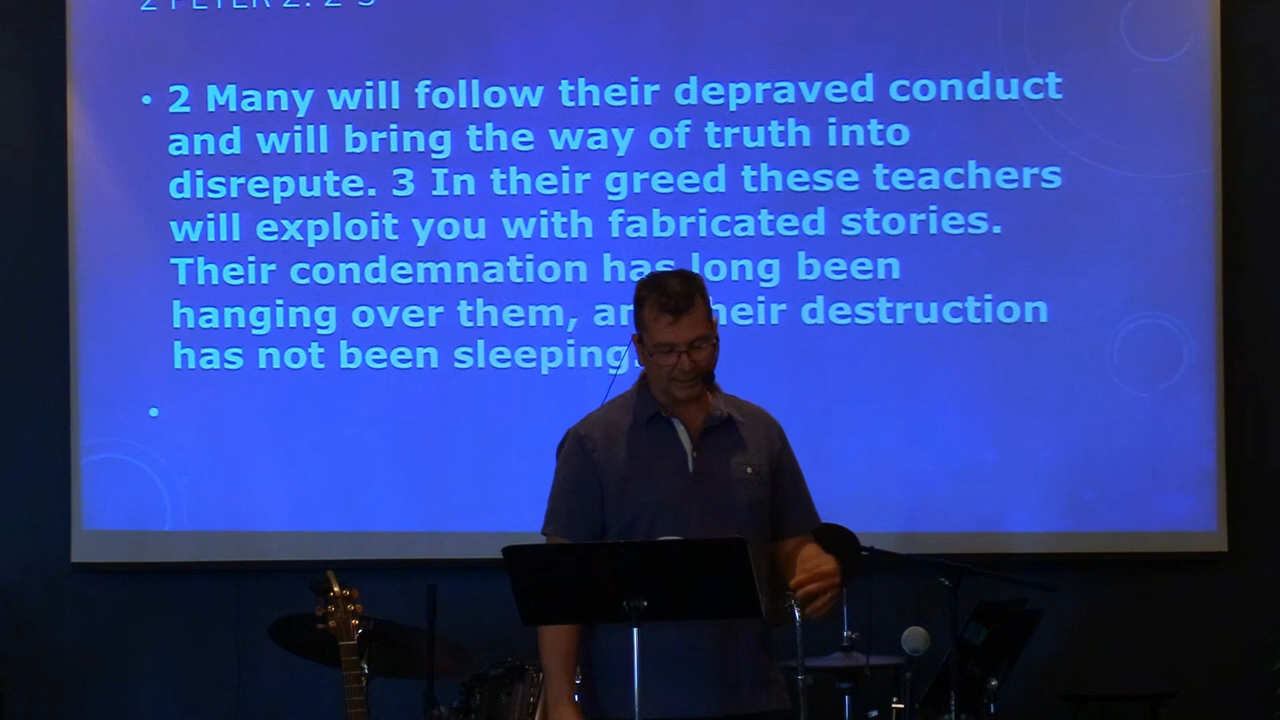 2 PETER 2: 2-3
• 2 Many will follow their depraved conduct
and will bring the way of truth into
disrepute. 3 In their greed these teachers
will exploit you with fabricated stories.
Their condemnation has long been
hanging over them, and their destruction
has not been sleeping.
•